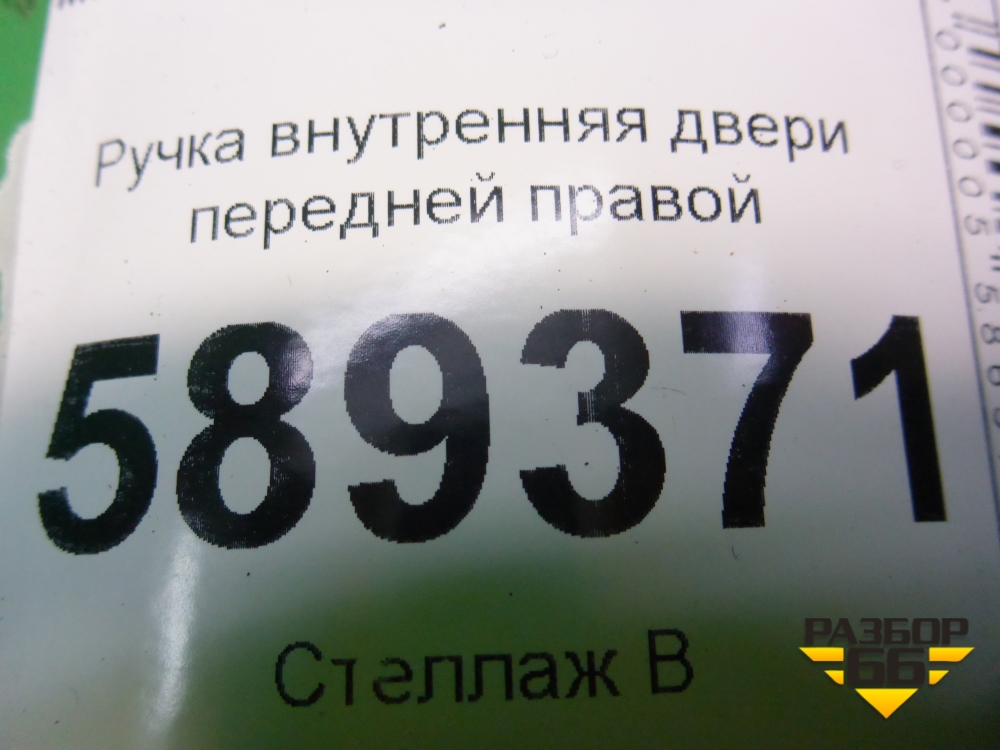 Ручка внутренняя двери
передней правой
589371
Стеллаж В
РАЗБОР
66